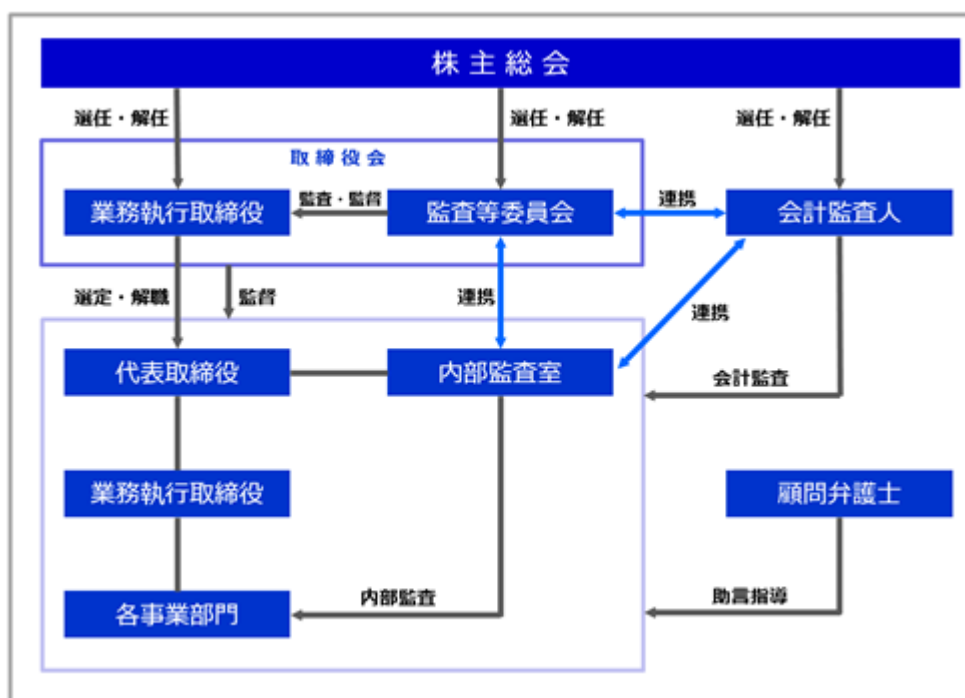 株主総会
選任・解任
選任・解任
選任・解任
取締役会
業務執行取締役
監査・監督
監査等委員会
連携
会計監査人
選定・解職
監督
連携
連携
代表取締役
内部監査室
会計監査
業務執行取締役
顧問弁護士
各事業部門
内部監査
助言指導